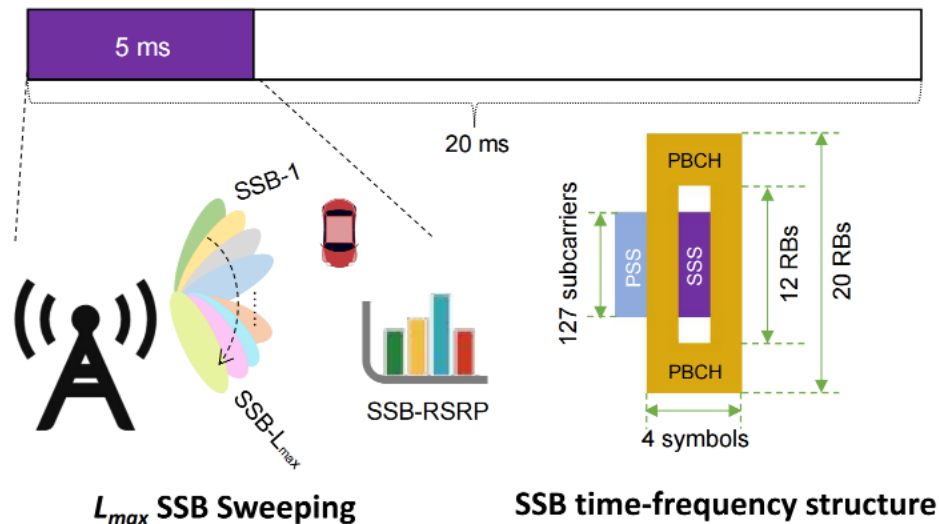 5 ms
20 ms
SSB-1
SSB-Lmax
SSB-RSRP
Lmax SSB Sweeping
PBCH
PSS
SSS
PBCH
127 subcarriers
12 RBs
20 RBs
4 symbols
SSB time-frequency structure